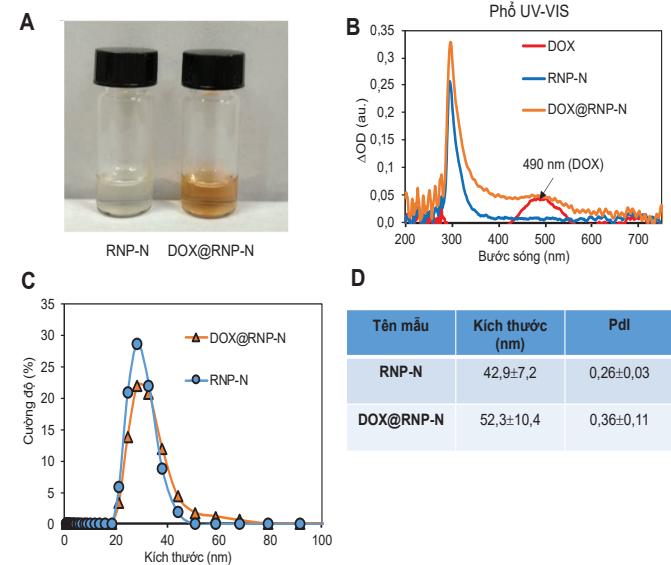 A
RNP-N DOX@RNP-N
B
Phổ UV-VIS
ΔOD (au.)
0,35
0,3
0,25
0,2
0,15
0,1
0,05
0,0
DOX
RNP-N
DOX@RNP-N
490 nm (DOX)
200 300 400 500 600 700
Bước sóng (nm)
C
Cường độ (%)
35
30
25
20
15
10
5
0
DOX@RNP-N
RNP-N
0 20 40 60 80 100
Kích thước (nm)
D
Tên mẫu Kích thước PdI
(nm)
RNP-N 42,9±7,2 0,26±0,03
DOX@RNP-N 52,3±10,4 0,36±0,11